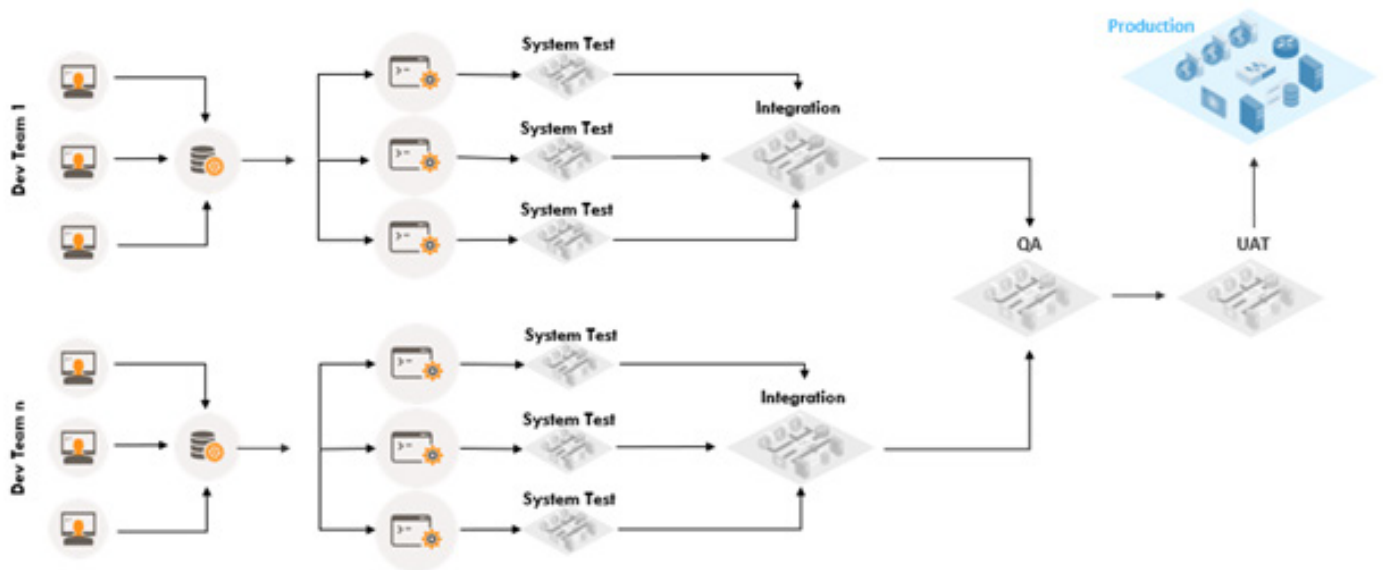 Production
Dev Team 1
System Test
System Test
System Test
Integration
QA
UAT
Dev Team n
System Test
System Test
System Test
Integration